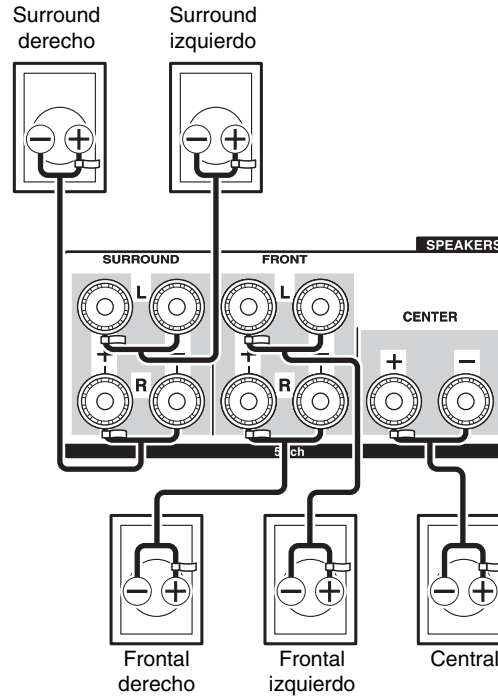 Surround
derecho
Surround
izquierdo
SPEAKERS
SURROUND
FRONT
L
L
CENTER
+
−
+
−
+
−
R
R
Frontal
derecho
Frontal
izquierdo
Central